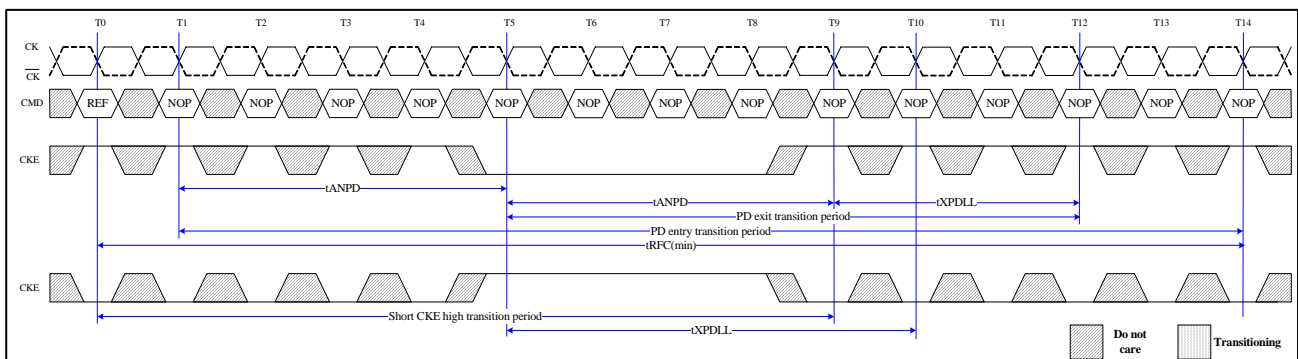 T0 T1 T2 T3 T4 T5 T6 T7 T8 T9 T10 T11 T12 T13 T14
CK
CK
CMD REF NOP NOP NOP NOP NOP NOP NOP NOP NOP NOP NOP NOP NOP NOP
CKE
tANPD
tANPD tXPDLL
PD exit transition period
PD entry transition period
tRFC(min)
CKE
Short CKE high transition period
tXPDLL
Do not care
Transitioning